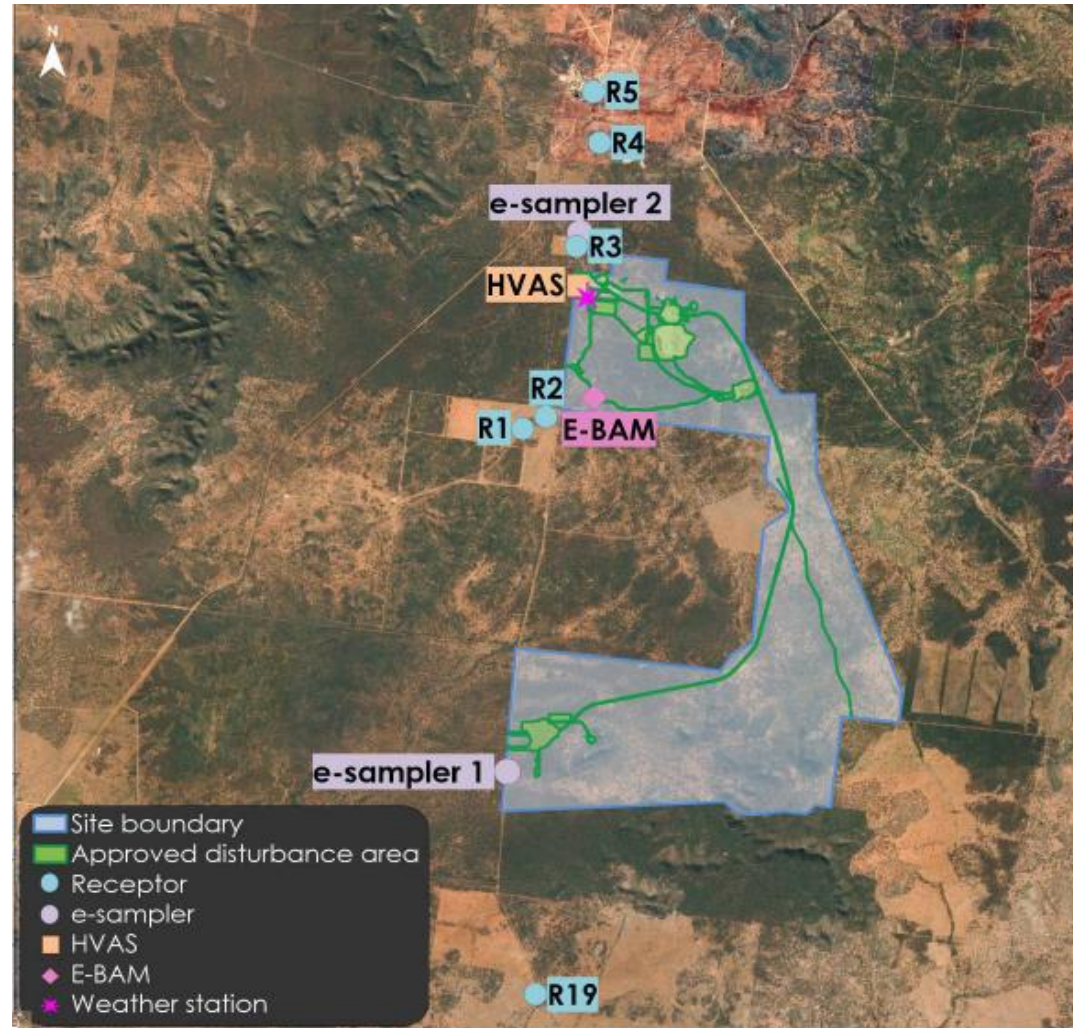 N
R5
R4
e-sampler 2
R3
HVAS
R2
R1
E-BAM
e-sampler 1
Site boundary
Approved disturbance area
Receptor
e-sampler
HVAS
E-BAM
Weather station
R19